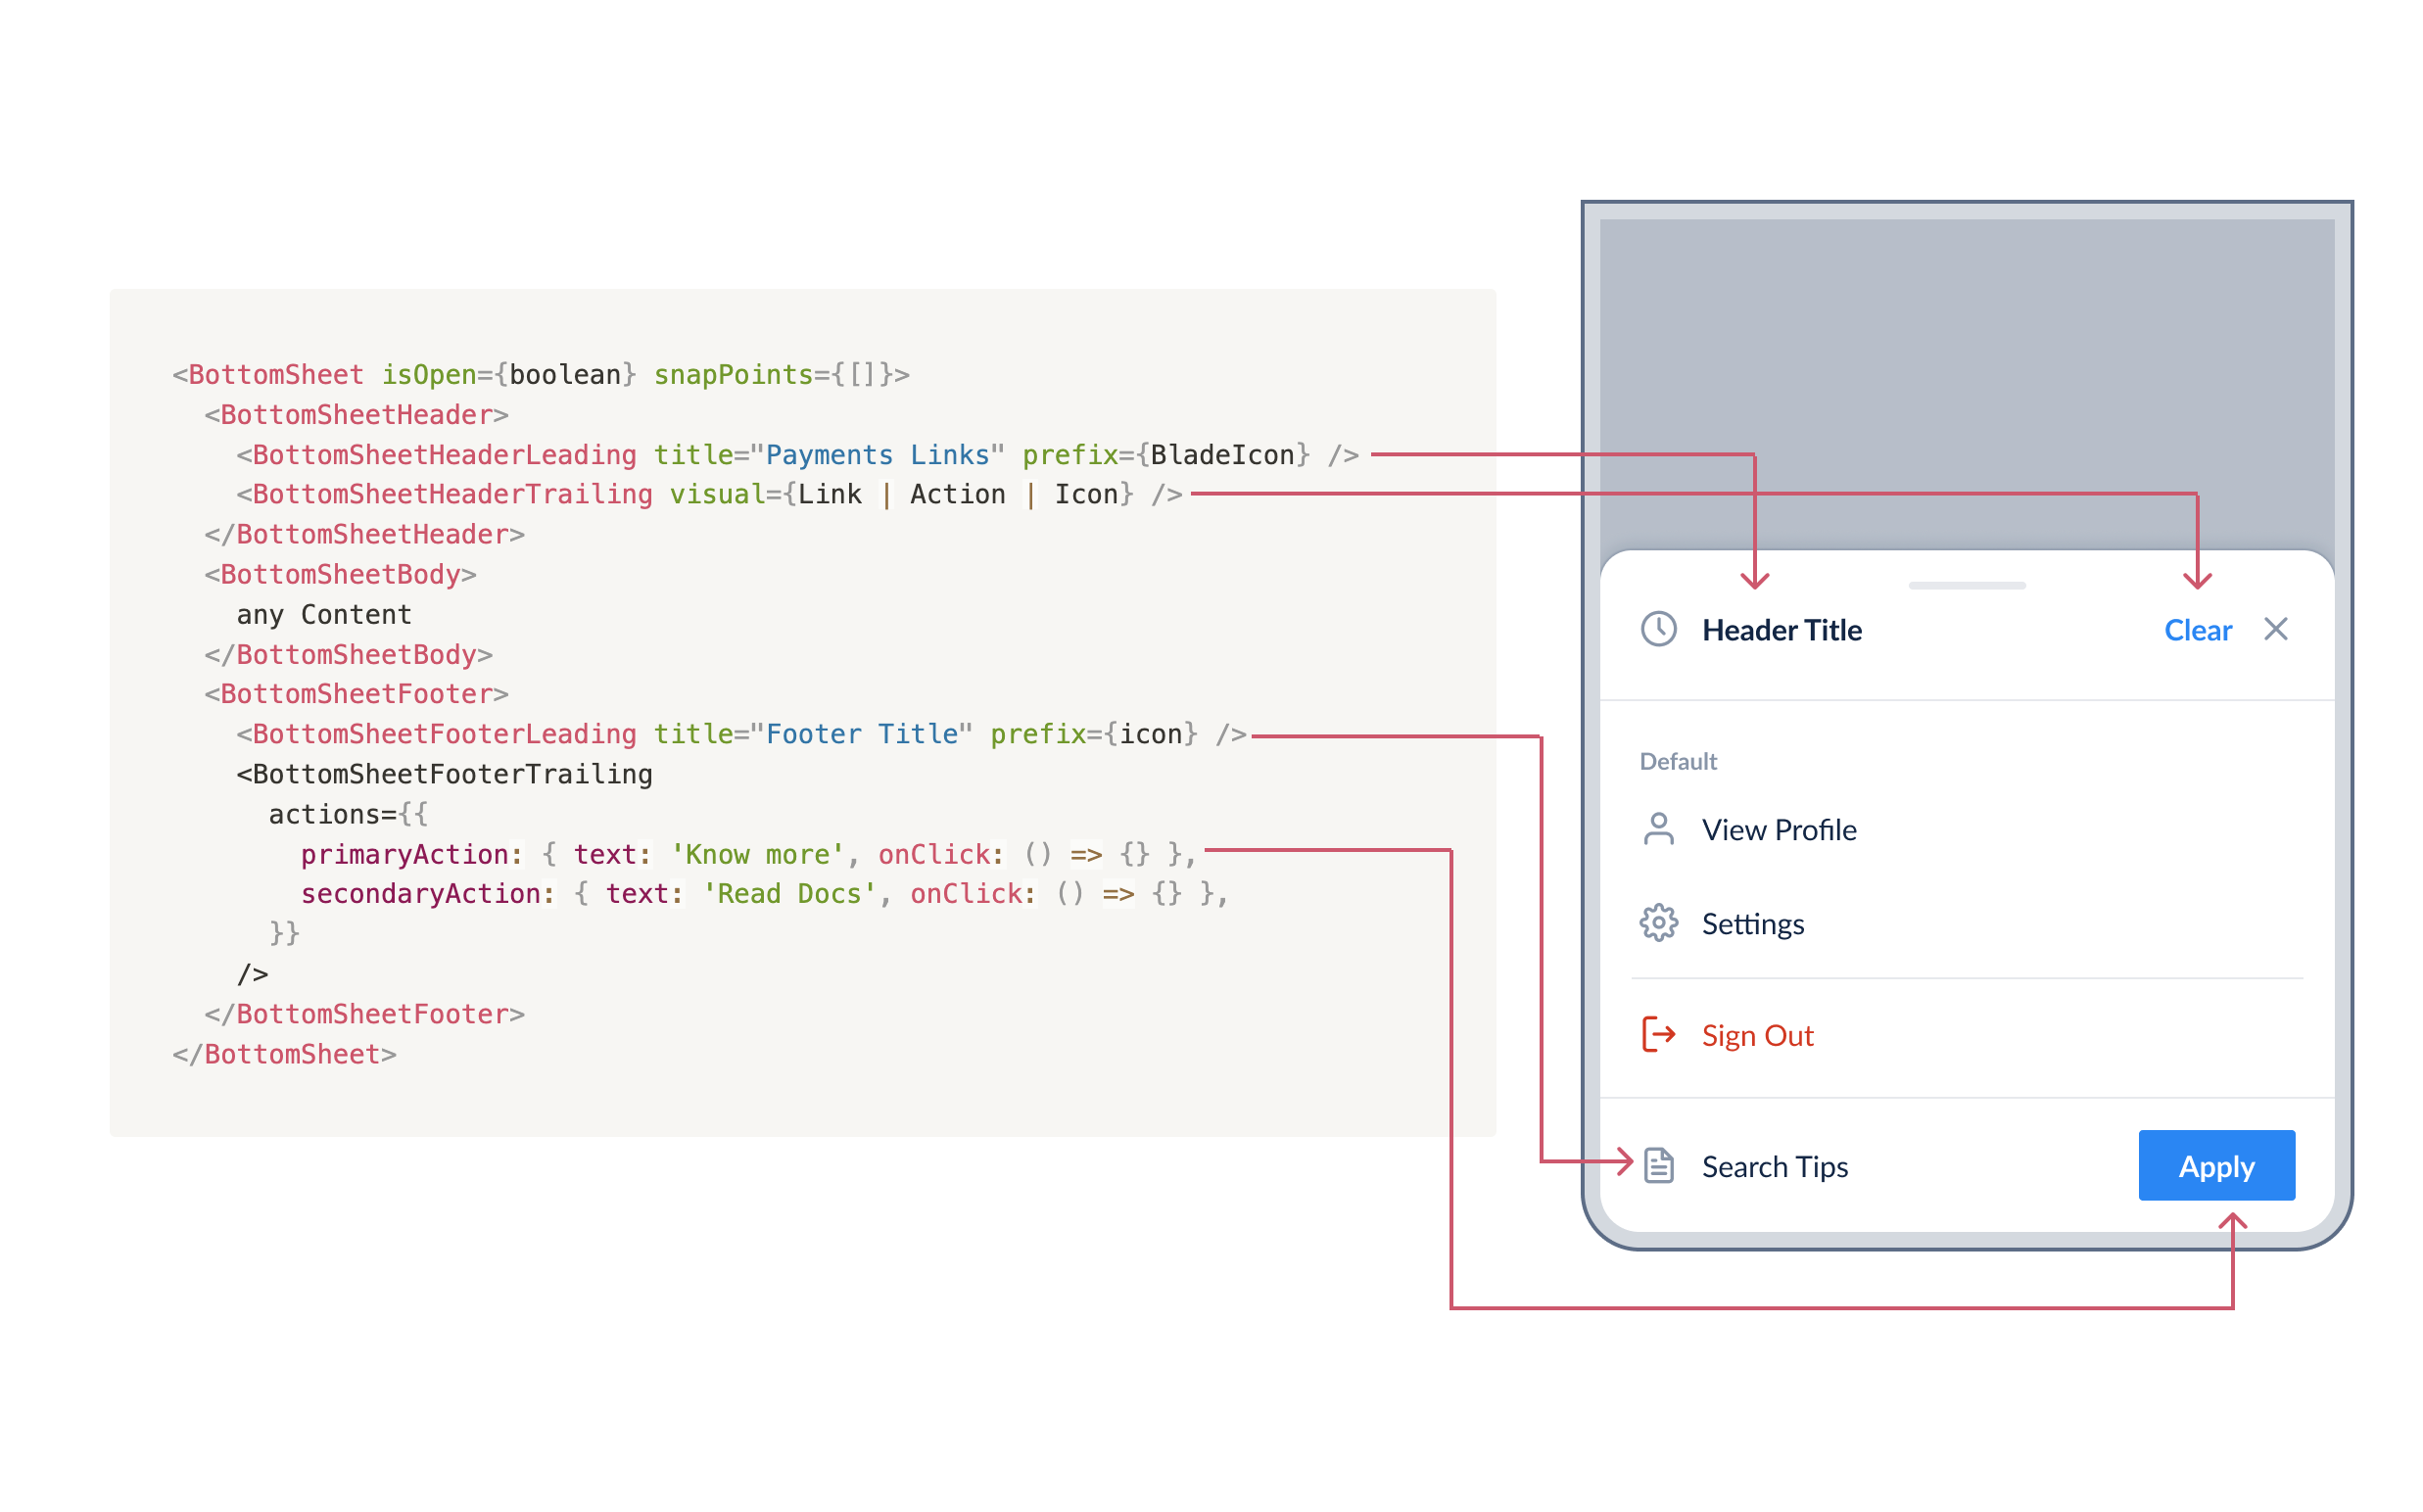 <BottomSheet isOpen={boolean} snapPoints={[]}>
<BottomSheetHeader>
<BottomSheetHeaderLeading title="Payments Links" prefix={BladeIcon} />
<BottomSheetHeaderTrailing visual={Link | Action | Icon} />
</BottomSheetHeader>
<BottomSheetBody>
any Content
</BottomSheetBody>
<BottomSheetFooter>
<BottomSheetFooterLeading title="Footer Title" prefix={icon} />
<BottomSheetFooterTrailing
actions={{
primaryAction: { text: 'Know more', onClick: () => {} },
secondaryAction: { text: 'Read Docs', onClick: () => {} },
}}
/>
</BottomSheetFooter>
</BottomSheet>
Header Title Clear
Default
View Profile
Settings
Sign Out
Search Tips Apply